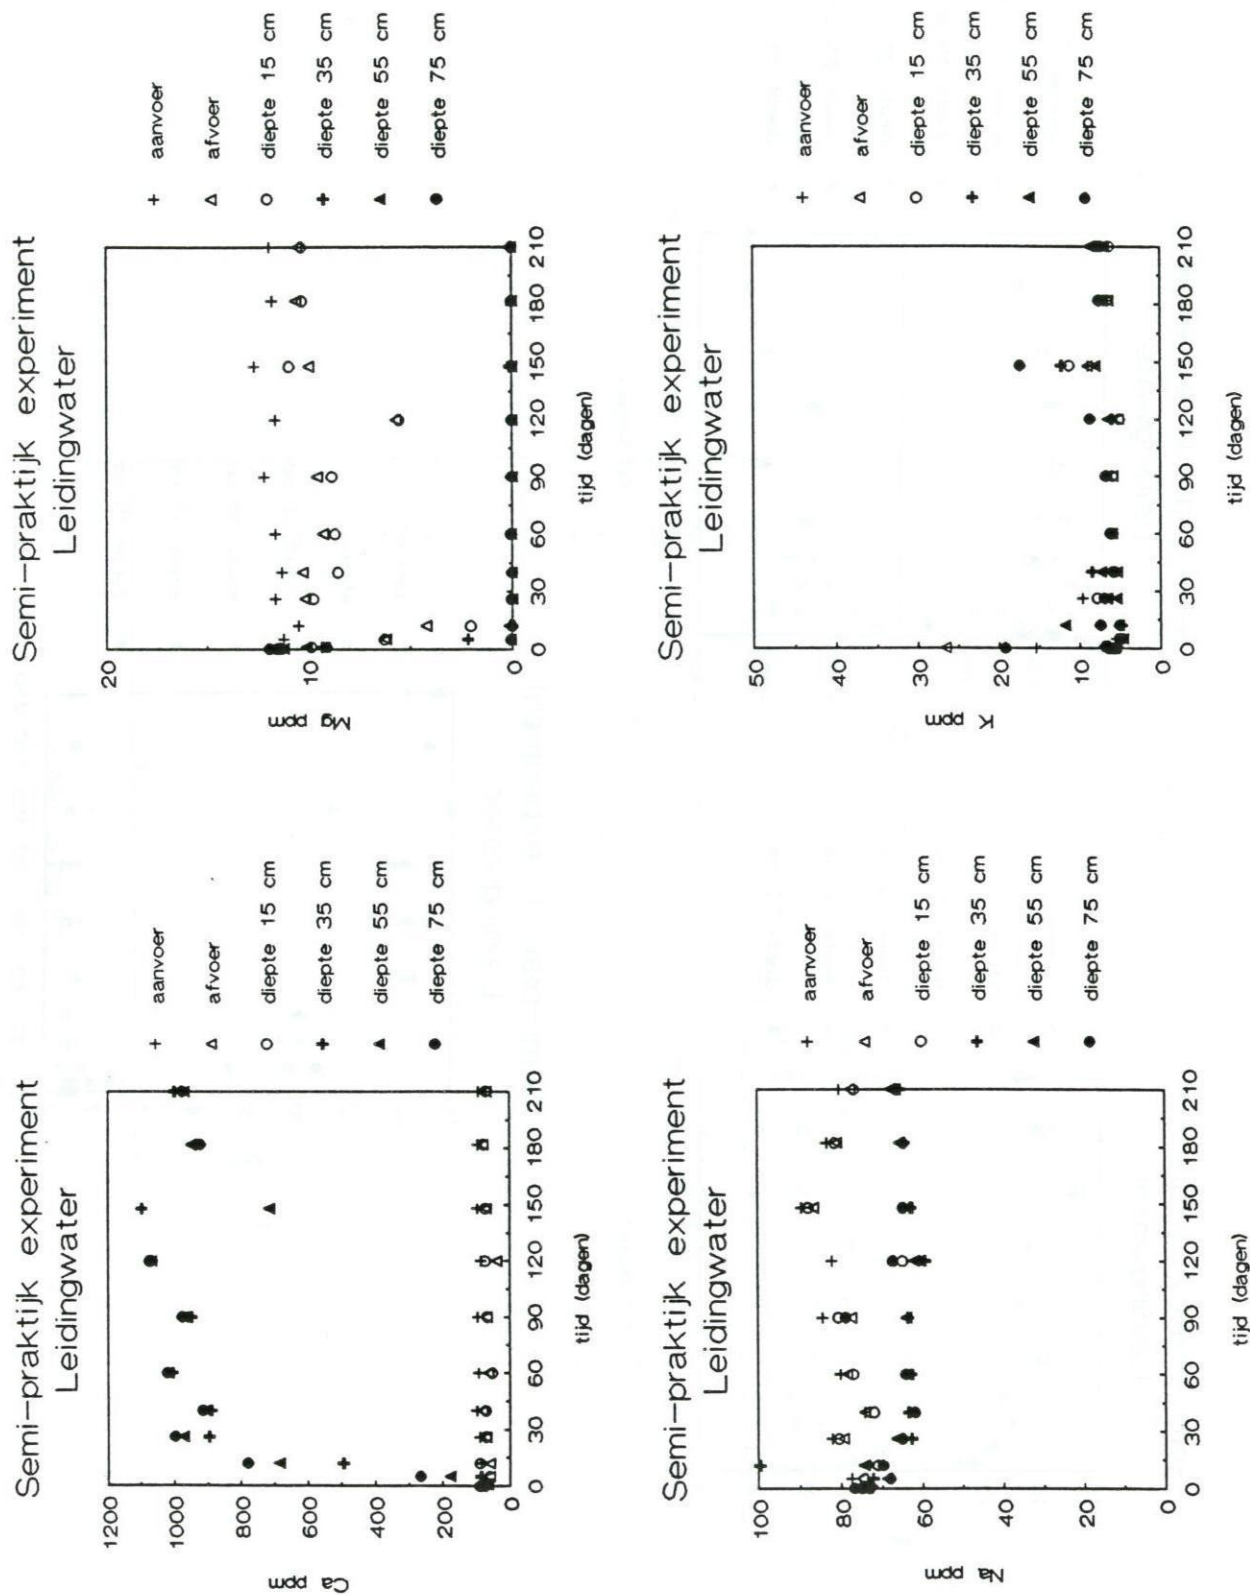 Semi-praktijk experiment
Leidingwater
Ca ppm
1200
1000
800
600
400
200
0
0 30 60 90 120 150 180 210
tijd (dagen)
+ aanvoer
△ afvoer
○ diepte 15 cm
✚ diepte 35 cm
▲ diepte 55 cm
● diepte 75 cm
Semi-praktijk experiment
Leidingwater
Mg ppm
20
10
0
0 30 60 90 120 150 180 210
tijd (dagen)
+ aanvoer
△ afvoer
○ diepte 15 cm
✚ diepte 35 cm
▲ diepte 55 cm
● diepte 75 cm
Semi-praktijk experiment
Leidingwater
Na ppm
100
80
60
40
20
0
0 30 60 90 120 150 180 210
tijd (dagen)
+ aanvoer
△ afvoer
○ diepte 15 cm
✚ diepte 35 cm
▲ diepte 55 cm
● diepte 75 cm
Semi-praktijk experiment
Leidingwater
K ppm
50
40
30
20
10
0
0 30 60 90 120 150 180 210
tijd (dagen)
+ aanvoer
△ afvoer
○ diepte 15 cm
✚ diepte 35 cm
▲ diepte 55 cm
● diepte 75 cm